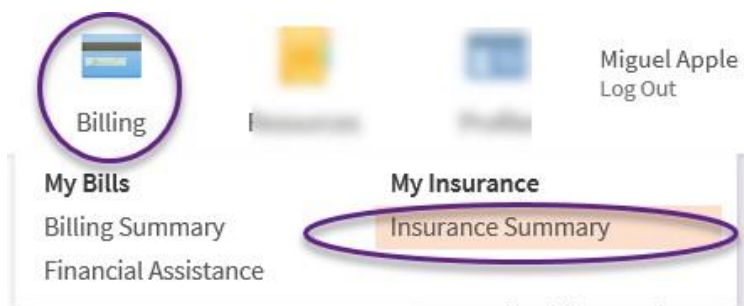 Miguel Apple
Log Out
Billing
My Bills
My Insurance
Billing Summary
Insurance Summary
Financial Assistance